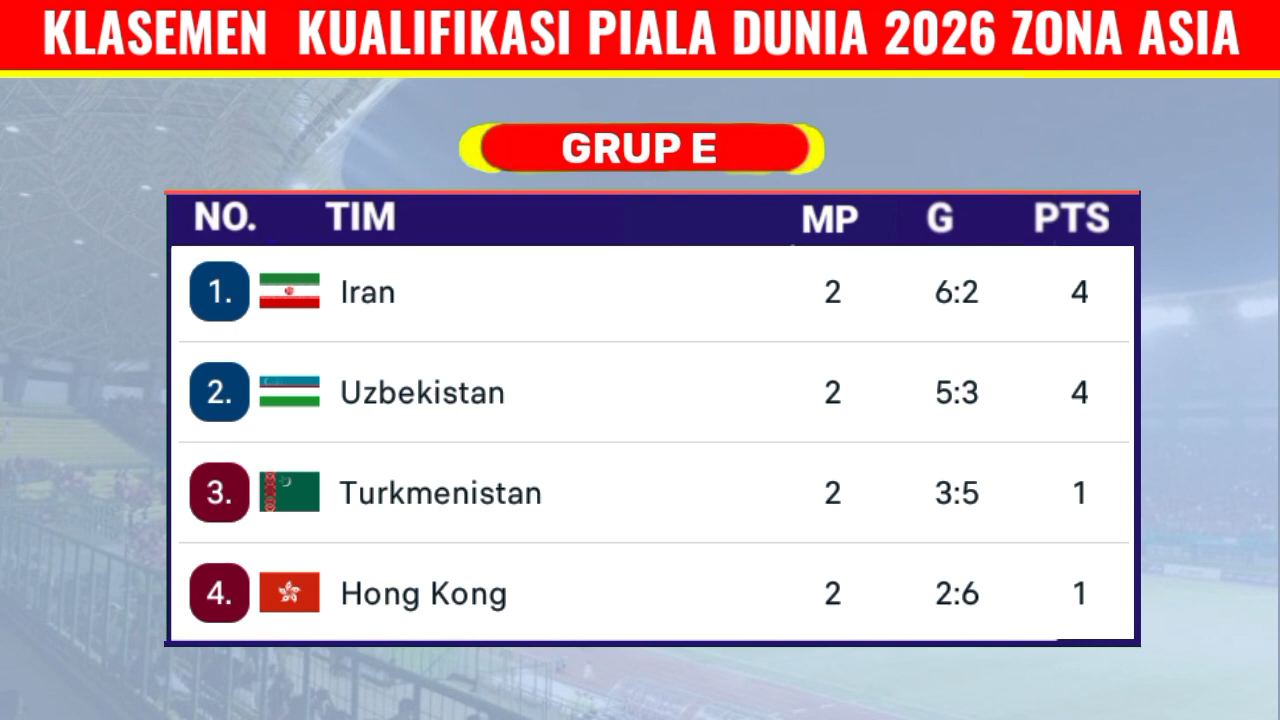 KLASEMEN KUALIFIKASI PIALA DUNIA 2026 ZONA ASIA
GRUP E
NO. TIM MP G PTS
1. Iran 2 6:2 4
2. Uzbekistan 2 5:3 4
3. Turkmenistan 2 3:5 1
4. Hong Kong 2 2:6 1